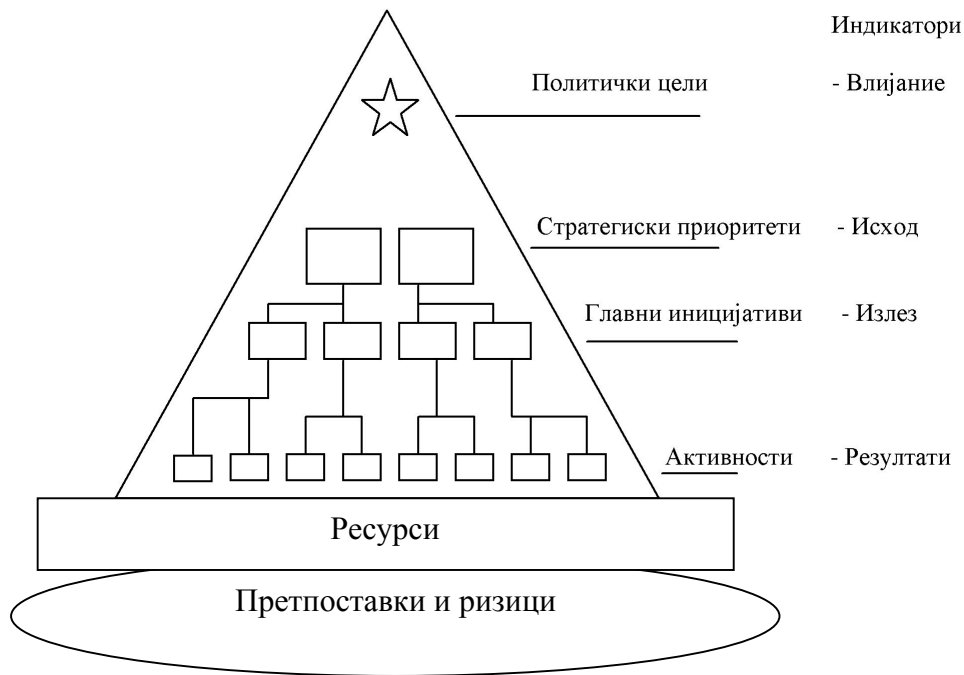 Индикатори
Политички цели - Влијание
Стратегиски приоритети - Исход
Главни иницијативи - Излез
Активности - Резултати
Ресурси
Претпоставки и ризици